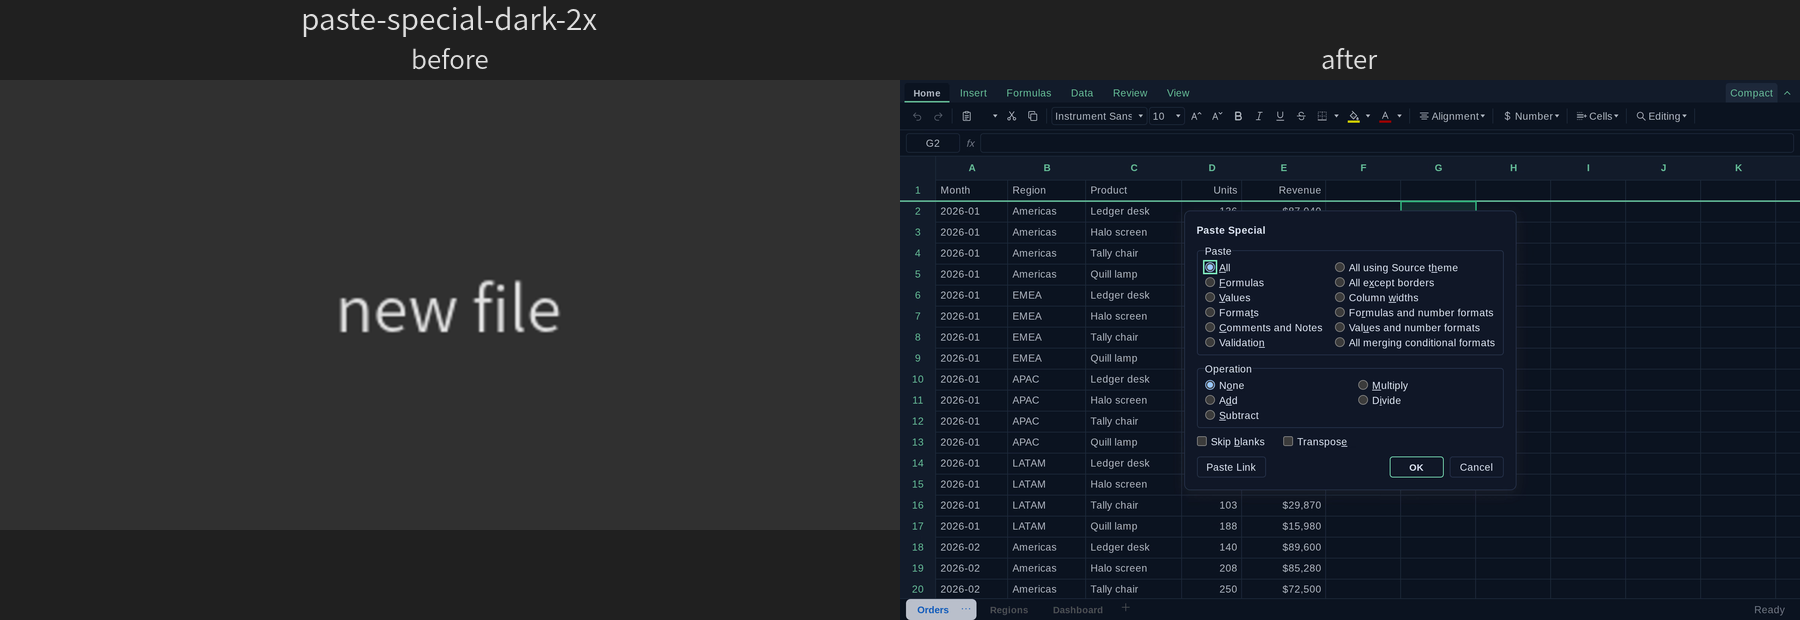 paste-special-dark-2x
before after
new file
Home Insert Formulas Data Review View Compact
Instrument Sans 10 B I U S A Alignment $ Number Cells Editing
G2 fx
A B C D E F G H I J K
1 Month Region Product Units Revenue
2 2026-01 Americas Ledger desk
3 2026-01 Americas Halo screen
4 2026-01 Americas Tally chair
5 2026-01 Americas Quill lamp
6 2026-01 EMEA Ledger desk
7 2026-01 EMEA Halo screen
8 2026-01 EMEA Tally chair
9 2026-01 EMEA Quill lamp
10 2026-01 APAC Ledger desk
11 2026-01 APAC Halo screen
12 2026-01 APAC Tally chair
13 2026-01 APAC Quill lamp
14 2026-01 LATAM Ledger desk
15 2026-01 LATAM Halo screen
16 2026-01 LATAM Tally chair 103 $29,870
17 2026-01 LATAM Quill lamp 188 $15,980
18 2026-02 Americas Ledger desk 140 $89,600
19 2026-02 Americas Halo screen 208 $85,280
20 2026-02 Americas Tally chair 250 $72,500
Paste Special
Paste
All All using Source theme
Formulas All except borders
Values Column widths
Formats Formulas and number formats
Comments and Notes Values and number formats
Validation All merging conditional formats
Operation
None Multiply
Add Divide
Subtract
Skip blanks Transpose
Paste Link OK Cancel
Orders ... Regions Dashboard + Ready